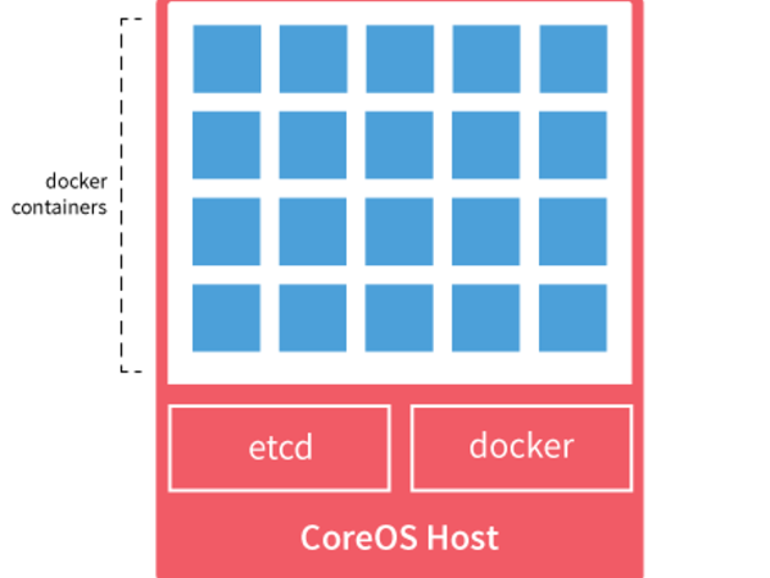 docker
containers
etcd
docker
CoreOS Host